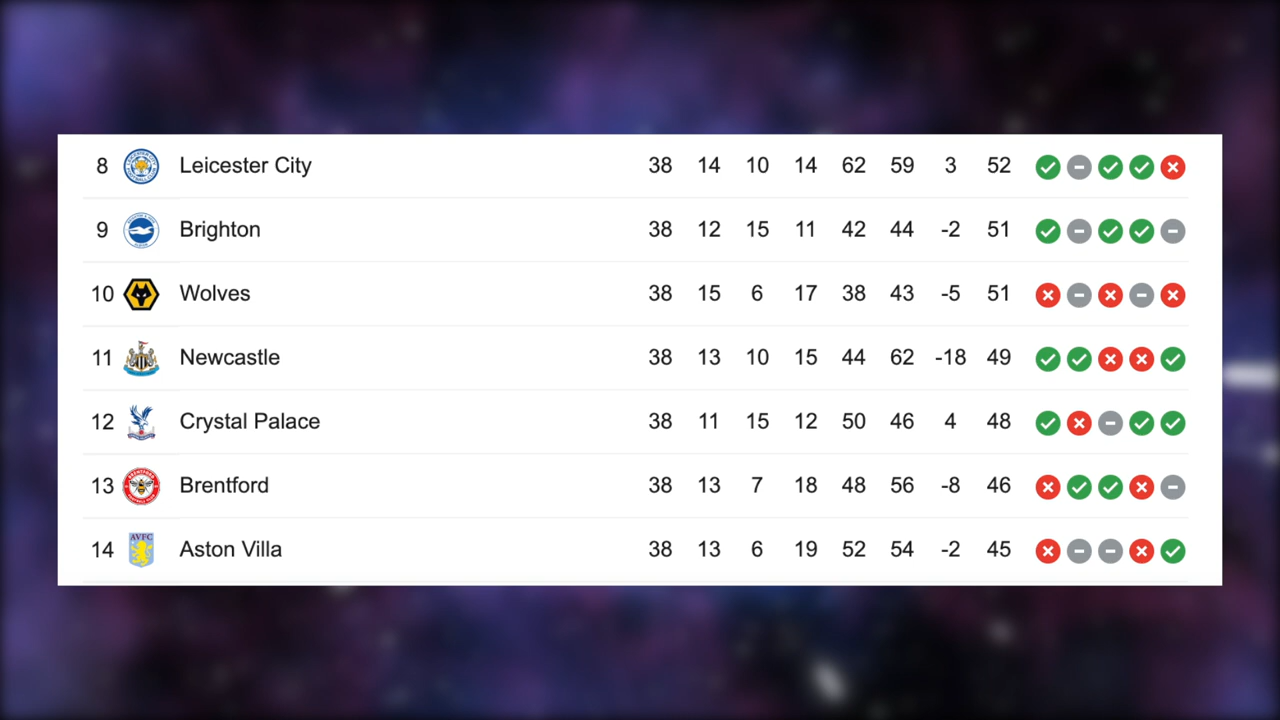 8 Leicester City 38 14 10 14 62 59 3 52
9 Brighton 38 12 15 11 42 44 -2 51
10 Wolves 38 15 6 17 38 43 -5 51
11 Newcastle 38 13 10 15 44 62 -18 49
12 Crystal Palace 38 11 15 12 50 46 4 48
13 Brentford 38 13 7 18 48 56 -8 46
AVFC
14 Aston Villa 38 13 6 19 52 54 -2 45